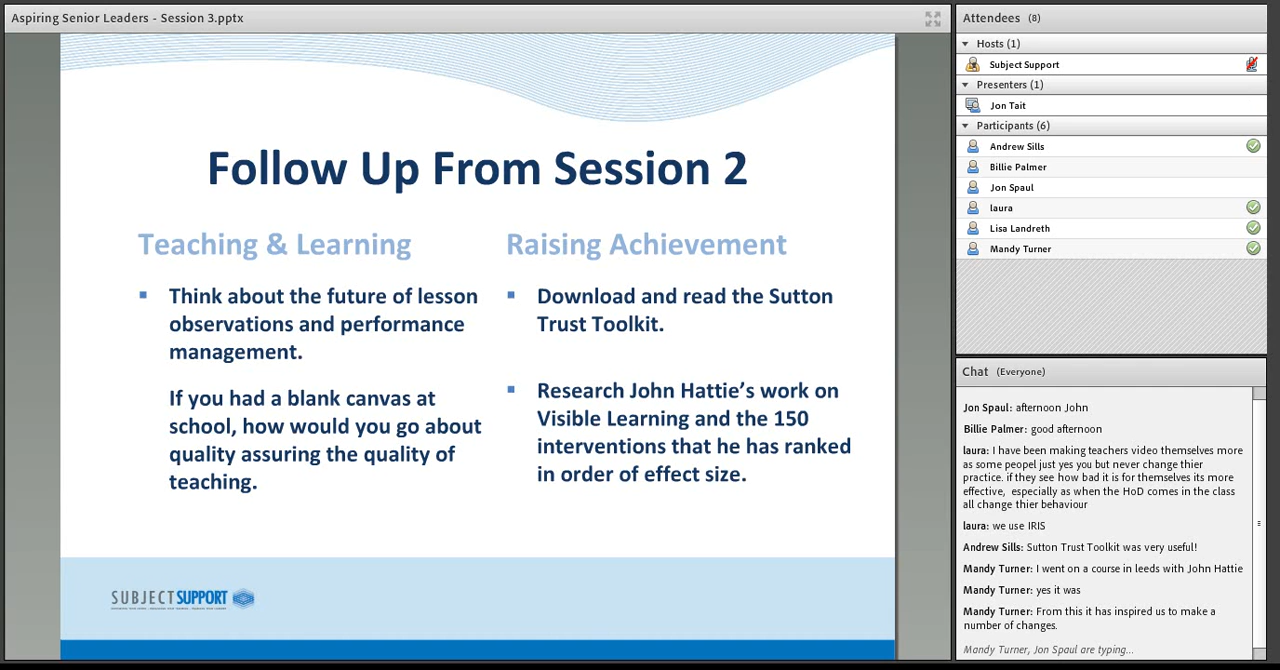 Aspiring Senior Leaders - Session 3.pptx
Follow Up From Session 2
Teaching & Learning
Think about the future of lesson
observations and performance
management.
If you had a blank canvas at
school, how would you go about
quality assuring the quality of
teaching.
Raising Achievement
Download and read the Sutton
Trust Toolkit.
Research John Hattie’s work on
Visible Learning and the 150
interventions that he has ranked
in order of effect size.
SUBJECTSUPPORT
Attendees (8)
Hosts (1)
Subject Support
Presenters (1)
Jon Tait
Participants (6)
Andrew Sills
Billie Palmer
Jon Spaul
laura
Lisa Landreth
Mandy Turner
Chat (Everyone)
Jon Spaul: afternoon John
Billie Palmer: good afternoon
laura: I have been making teachers video themselves more
as some peopel just yes you but never change thier
practice. if they see how bad it is for themselves its more
effective, especially as when the HoD comes in the class
all change thier behaviour
laura: we use IRIS
Andrew Sills: Sutton Trust Toolkit was very useful!
Mandy Turner: I went on a course in leeds with John Hattie
Mandy Turner: yes it was
Mandy Turner: From this it has inspired us to make a
number of changes.
Mandy Turner, Jon Spaul are typing...